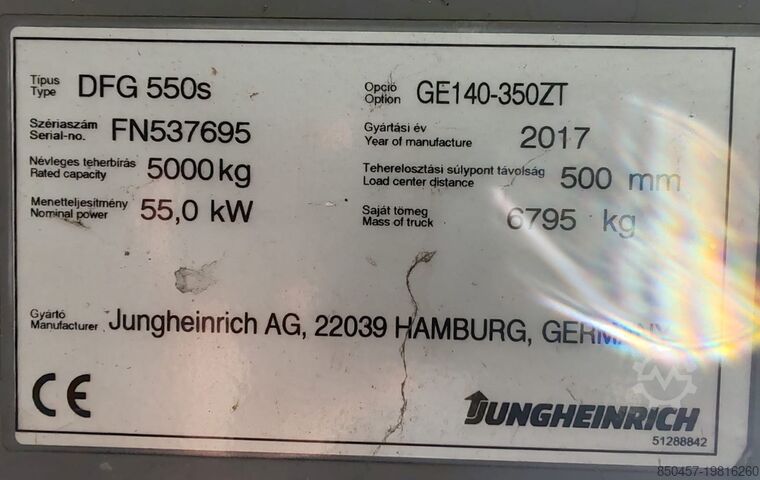 Típus DFG 550s Opció GE140-350ZT
Type Option
Szériaszám FN537695 Gyártási év 2017
Serial-no. Year of manufacture
Névleges teherbírás 5000 kg Teherelosztási súlypont távolság 500 mm
Rated capacity Load center distance
Menetteljesítmény 55,0 kW Saját tömeg 6795 kg
Nominal power Mass of truck
Gyártó Jungheinrich AG, 22039 HAMBURG, GERMANY
Manufacturer
CE JUNGHEINRICH
51288842
850457-19816260